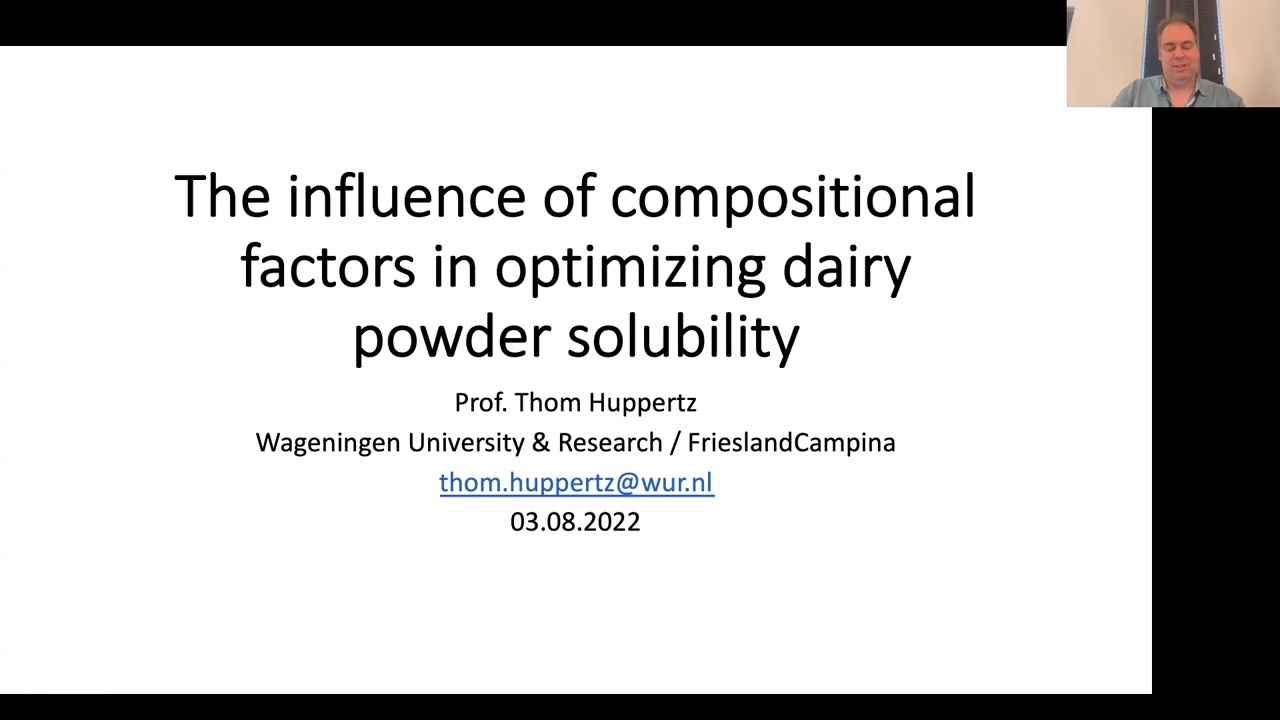 The influence of compositional
factors in optimizing dairy
powder solubility
Prof. Thom Huppertz
Wageningen University & Research / FrieslandCampina
thom.huppertz@wur.nl
03.08.2022